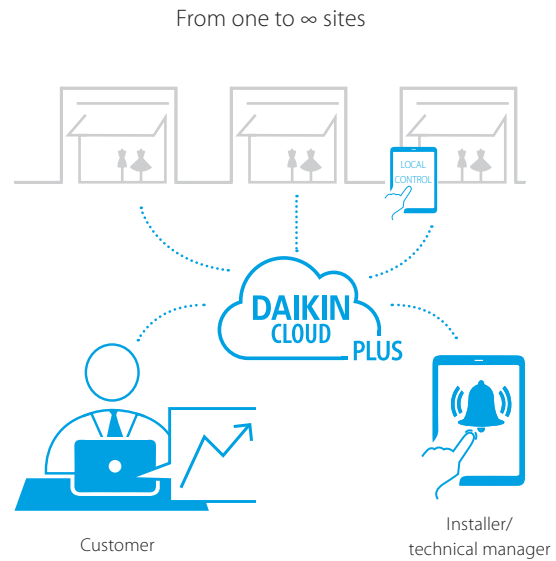 From one to ∞ sites
LOCAL
CONTROL
DAIKIN
CLOUD
PLUS
Customer
Installer/
technical manager